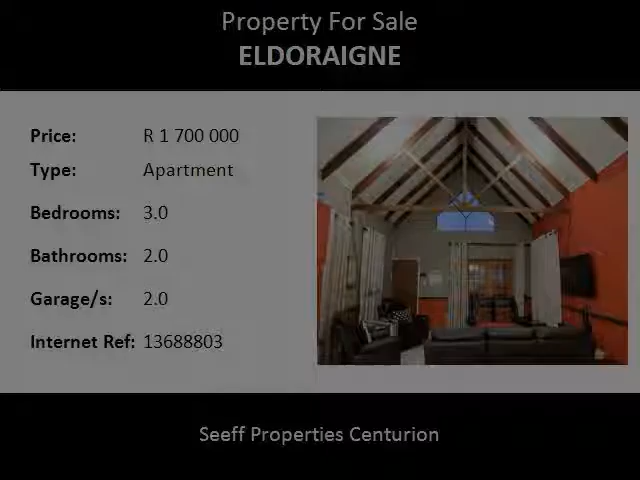 Property For Sale
ELDORAIGNE
Price: R 1 700 000
Type: Apartment
Bedrooms: 3.0
Bathrooms: 2.0
Garage/s: 2.0
Internet Ref: 13688803
Seeff Properties Centurion